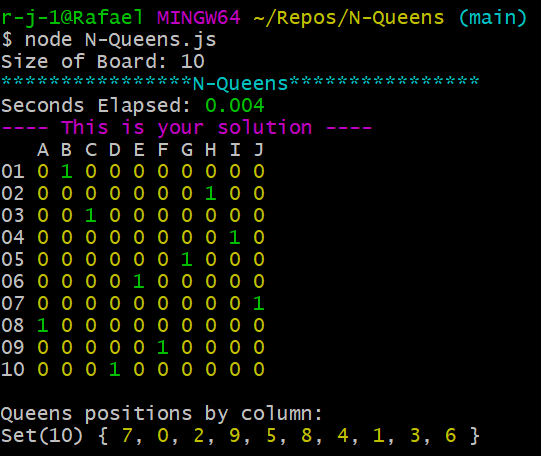 r-j-1@Rafael MINGW64 ~/Repos/N-Queens (main)
$ node N-Queens.js
Size of Board: 10
****************N-Queens****************
Seconds Elapsed: 0.004
---- This is your solution ----
   A B C D E F G H I J
01 0 1 0 0 0 0 0 0 0 0
02 0 0 0 0 0 0 0 1 0 0
03 0 0 1 0 0 0 0 0 0 0
04 0 0 0 0 0 0 0 0 1 0
05 0 0 0 0 0 0 1 0 0 0
06 0 0 0 0 1 0 0 0 0 0
07 0 0 0 0 0 0 0 0 0 1
08 1 0 0 0 0 0 0 0 0 0
09 0 0 0 0 0 1 0 0 0 0
10 0 0 0 1 0 0 0 0 0 0
Queens positions by column:
Set(10) { 7, 0, 2, 9, 5, 8, 4, 1, 3, 6 }